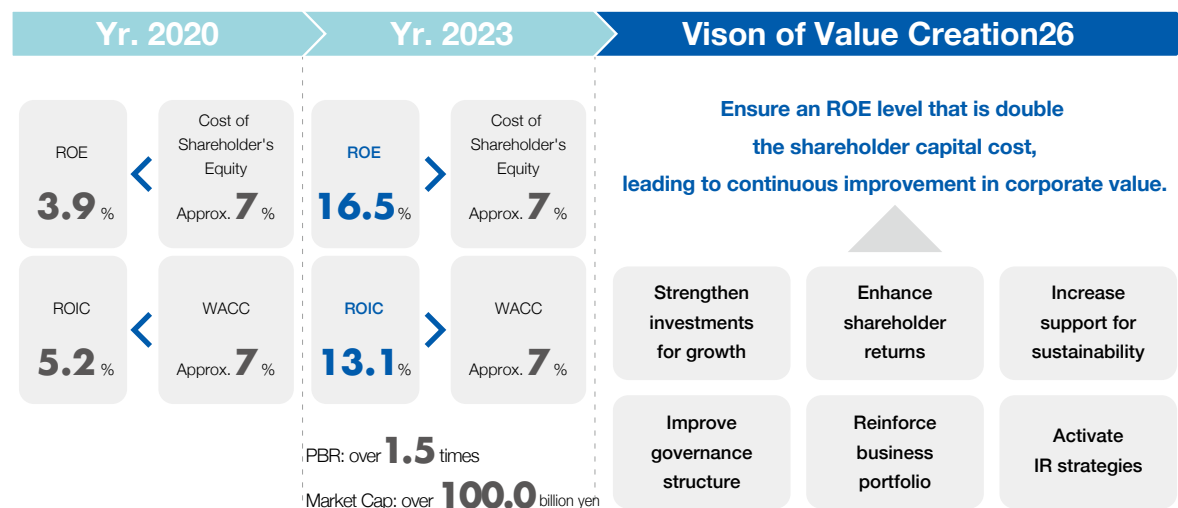 Yr. 2020
Yr. 2023
Vison of Value Creation26
ROE
3.9 %
Cost of
Shareholder's
Equity
Approx. 7 %
ROE
16.5%
Cost of
Shareholder's
Equity
Approx. 7 %
ROIC
5.2 %
WACC
Approx. 7 %
ROIC
13.1%
WACC
Approx. 7 %
PBR: over 1.5 times
Market Cap: over 100.0 billion yen
Ensure an ROE level that is double
the shareholder capital cost,
leading to continuous improvement in corporate value.
Strengthen
investments
for growth
Enhance
shareholder
returns
Increase
support for
sustainability
Improve
governance
structure
Reinforce
business
portfolio
Activate
IR strategies